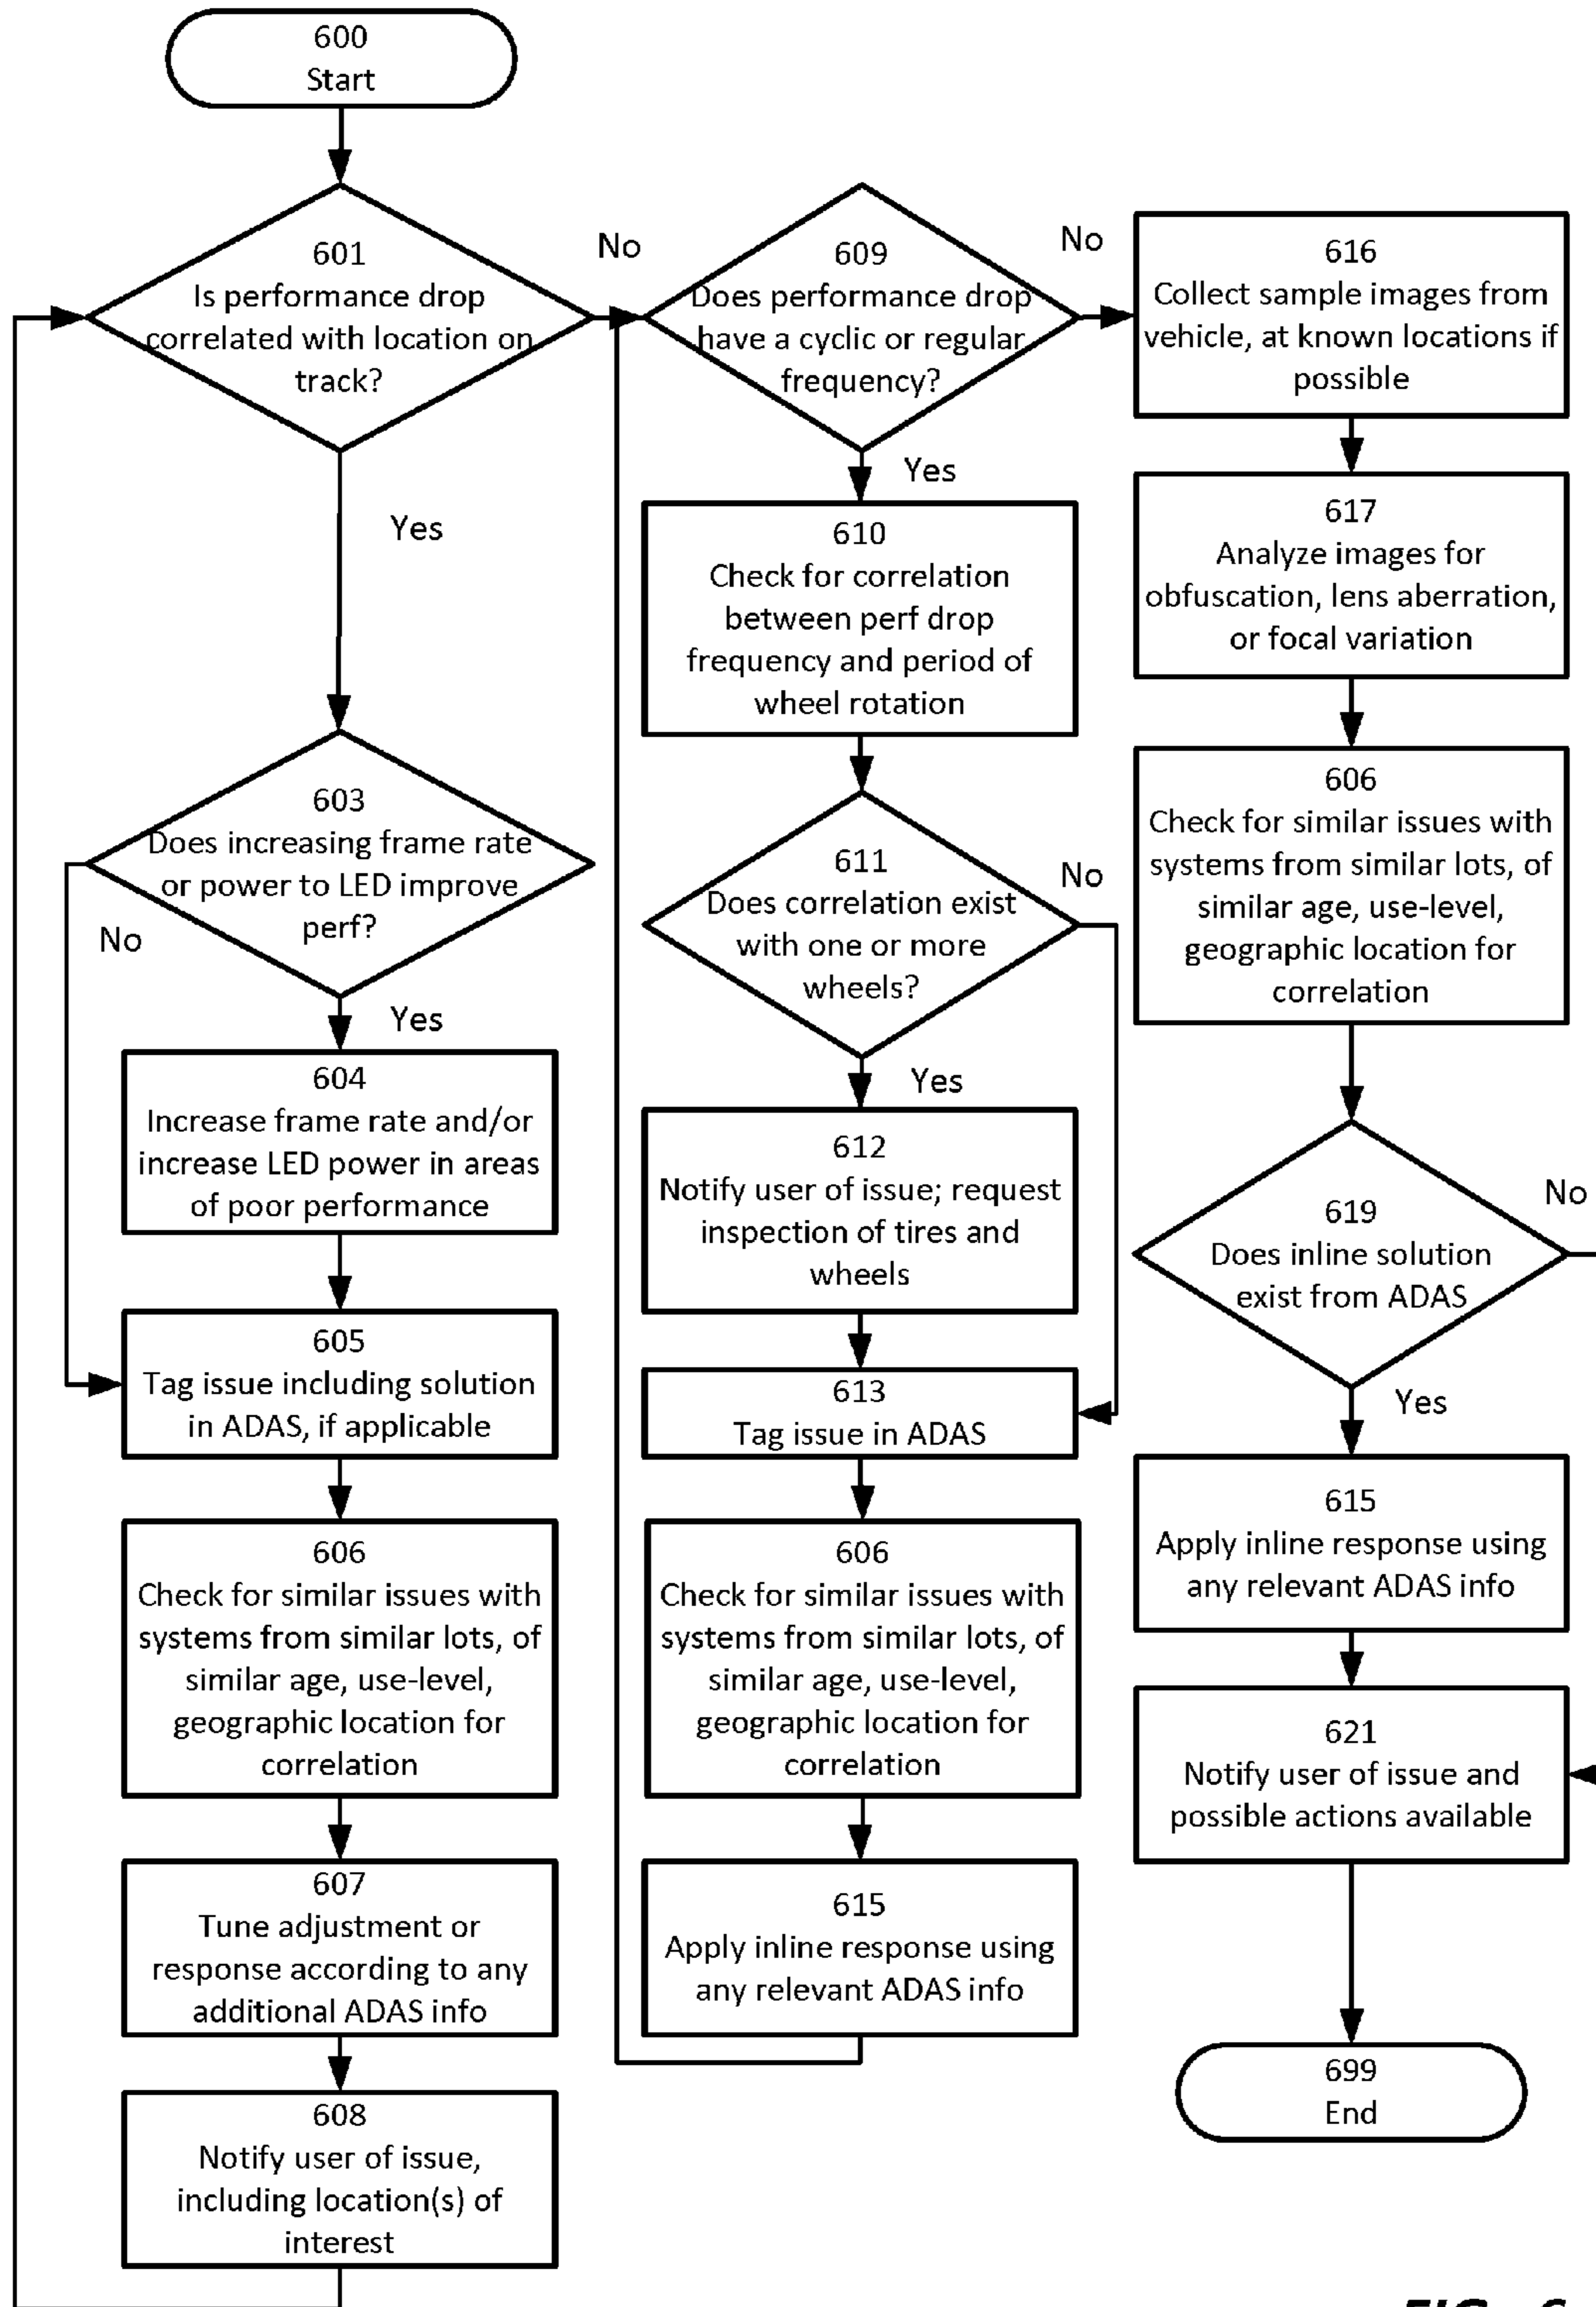 600
Start
601
Is performance drop
correlated with location on
track?
No
Yes
603
Does increasing frame rate
or power to LED improve
perf?
No
Yes
604
Increase frame rate and/or
increase LED power in areas
of poor performance
605
Tag issue including solution
in ADAS, if applicable
606
Check for similar issues with
systems from similar lots, of
similar age, use-level,
geographic location for
correlation
607
Tune adjustment or
response according to any
additional ADAS info
608
Notify user of issue,
including location(s) of
interest
609
Does performance drop
have a cyclic or regular
frequency?
No
Yes
610
Check for correlation
between perf drop
frequency and period of
wheel rotation
611
Does correlation exist
with one or more
wheels?
No
Yes
612
Notify user of issue; request
inspection of tires and
wheels
613
Tag issue in ADAS
606
Check for similar issues with
systems from similar lots, of
similar age, use-level,
geographic location for
correlation
615
Apply inline response using
any relevant ADAS info
616
Collect sample images from
vehicle, at known locations if
possible
617
Analyze images for
obfuscation, lens aberration,
or focal variation
606
Check for similar issues with
systems from similar lots, of
similar age, use-level,
geographic location for
correlation
619
Does inline solution
exist from ADAS
No
Yes
615
Apply inline response using
any relevant ADAS info
621
Notify user of issue and
possible actions available
699
End